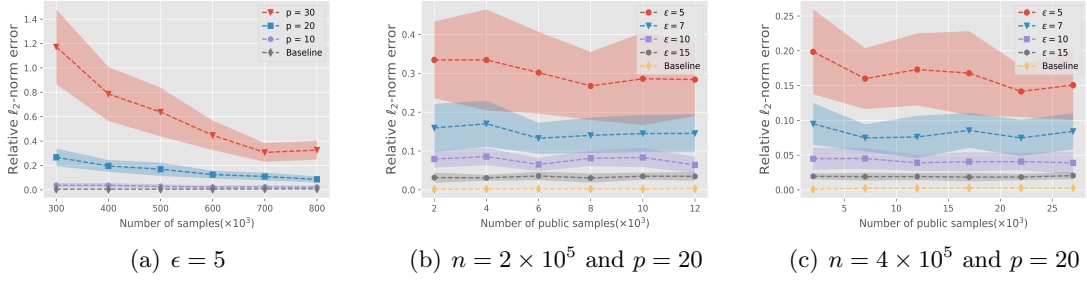 Relative ℓ2-norm error
1.4
1.2
1.0
0.8
0.6
0.4
0.2
0.0
300 400 500 600 700 800
Number of samples(×10³)
p = 30
p = 20
p = 10
Baseline
(a) ϵ = 5
Relative ℓ2-norm error
0.4
0.3
0.2
0.1
0.0
2 4 6 8 10 12
Number of public samples(×10³)
ε = 5
ε = 7
ε = 10
ε = 15
Baseline
(b) n = 2 × 10⁵ and p = 20
Relative ℓ2-norm error
0.25
0.20
0.15
0.10
0.05
0.00
5 10 15 20 25
Number of public samples(×10³)
ε = 5
ε = 7
ε = 10
ε = 15
Baseline
(c) n = 4 × 10⁵ and p = 20